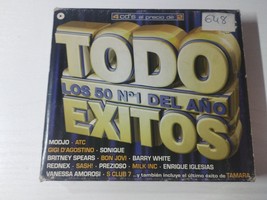 4 CD's al precio de 2
648
TODO
LOS 50 Nº1 DEL AÑO
EXITOS
MODJO - ATC
GIGI D'AGOSTINO - SONIQUE
BRITNEY SPEARS - BON JOVI - BARRY WHITE
REDNEX - SASH! - PREZIOSO - MILK INC - ENRIQUE IGLESIAS
VANESSA AMOROSI - S CLUB 7 ...y también incluye el último éxito de TAMARA